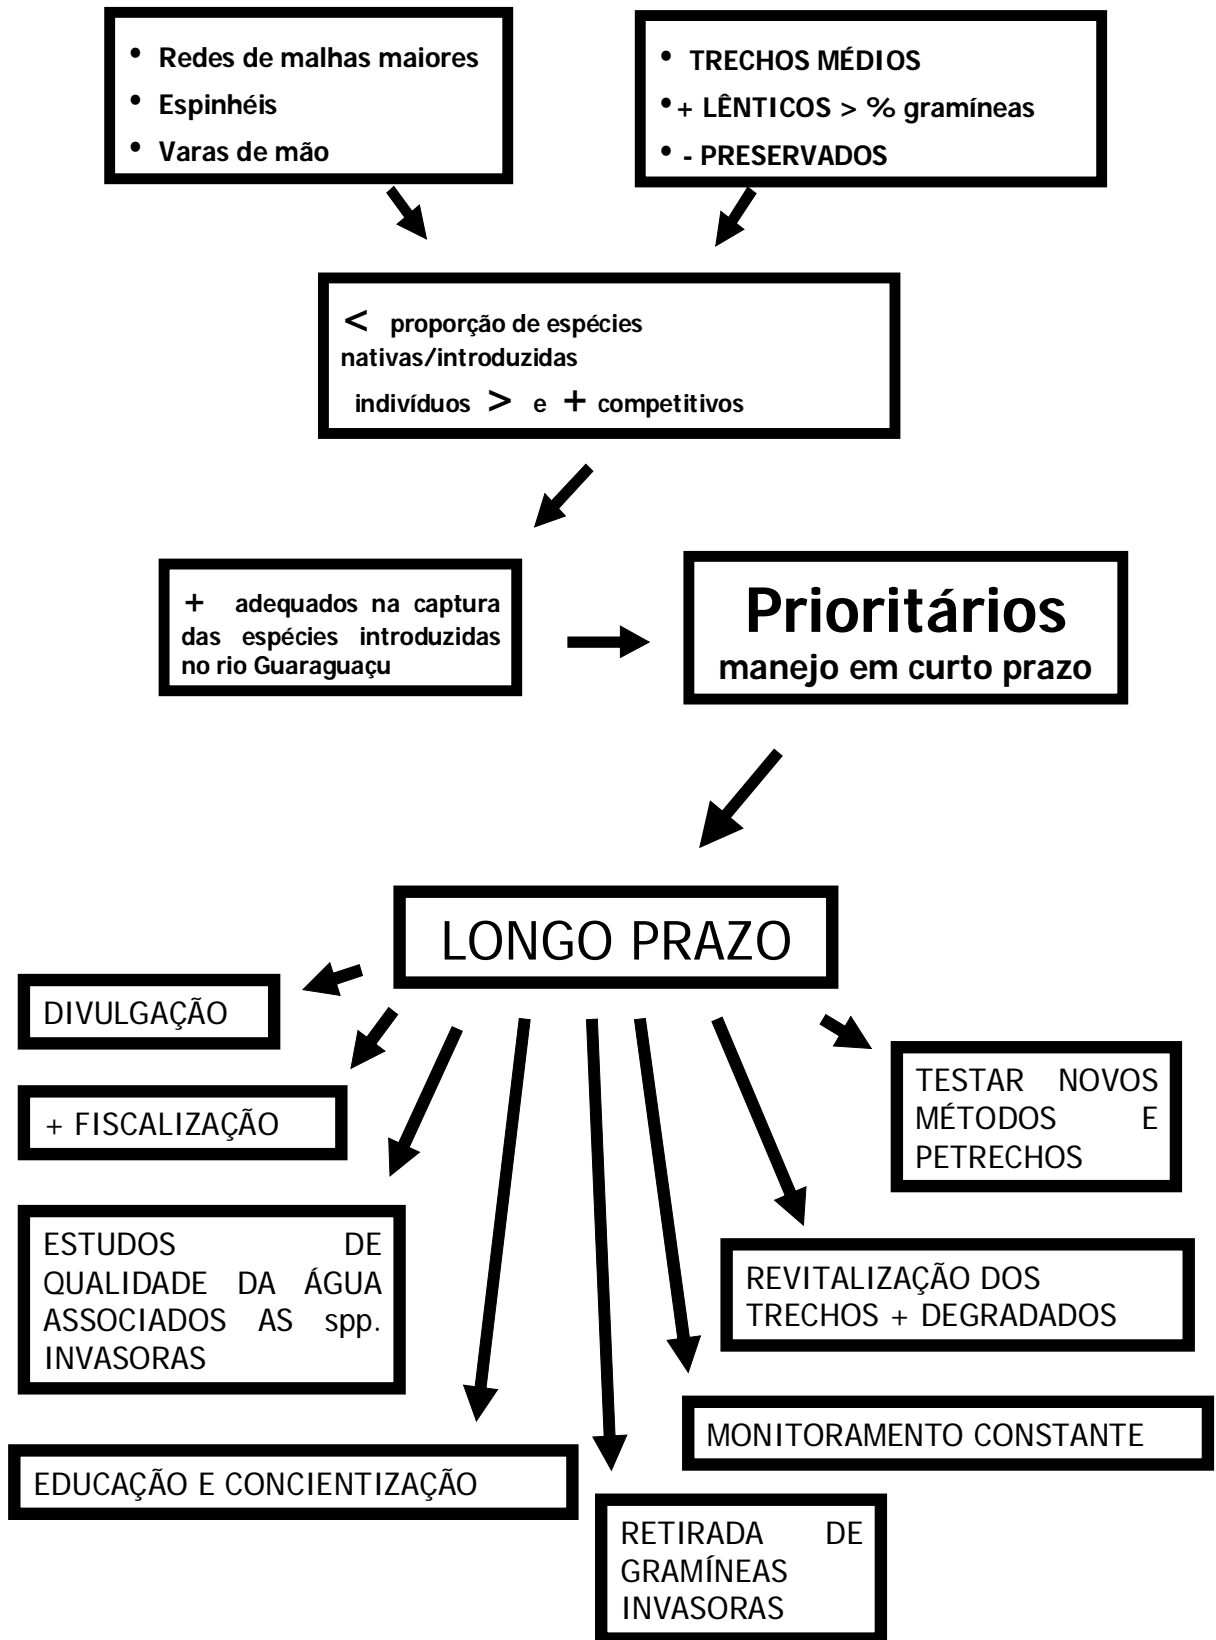 • Redes de malhas maiores
• Espinhéis
• Varas de mão
• TRECHOS MÉDIOS
• + LÊNTICOS > % gramíneas
• - PRESERVADOS
< proporção de espécies
nativas/introduzidas
indivíduos > e + competitivos
+ adequados na captura
das espécies introduzidas
no rio Guaraguaçu
Prioritários
manejo em curto prazo
LONGO PRAZO
DIVULGAÇÃO
+ FISCALIZAÇÃO
ESTUDOS DE
QUALIDADE DA ÁGUA
ASSOCIADOS AS spp.
INVASORAS
EDUCAÇÃO E CONCIENTIZAÇÃO
RETIRADA DE
GRAMÍNEAS
INVASORAS
MONITORAMENTO CONSTANTE
REVITALIZAÇÃO DOS
TRECHOS + DEGRADADOS
TESTAR NOVOS
MÉTODOS E
PETRECHOS